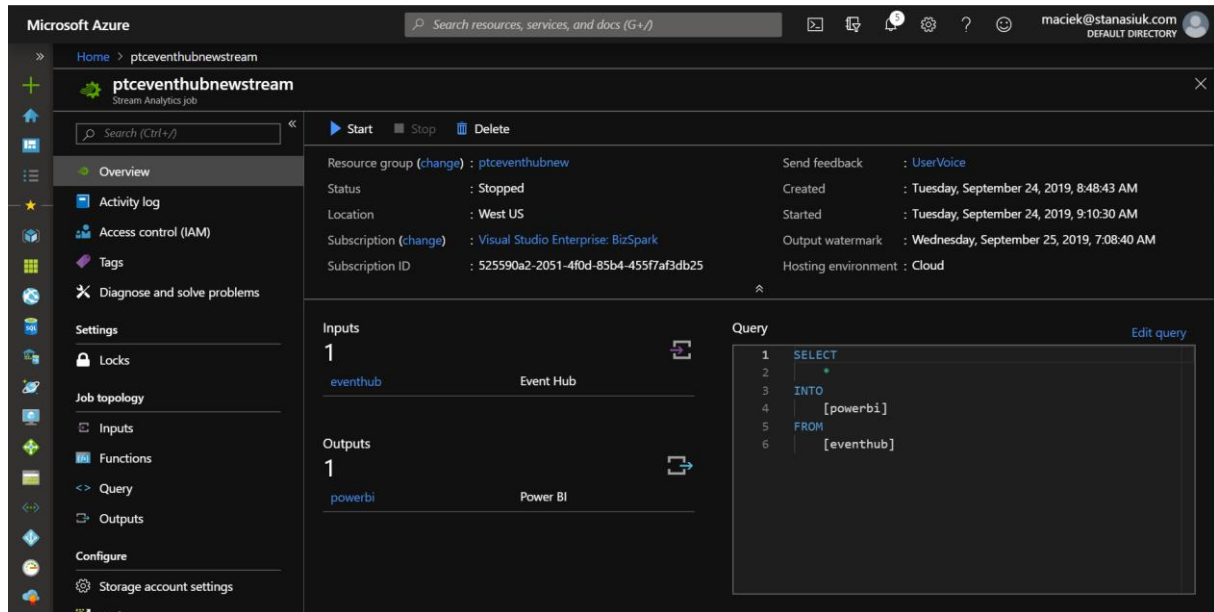 Microsoft Azure
Search resources, services, and docs (G+/)
5
maciek@stanasiuk.com
DEFAULT DIRECTORY
Home > ptceventhubnewstream
ptceventhubnewstream
Stream Analytics job
Search (Ctrl+/)
Overview
Activity log
Access control (IAM)
Tags
Diagnose and solve problems
Settings
Locks
Job topology
Inputs
Functions
Query
Outputs
Configure
Storage account settings
Start Stop Delete
Resource group (change) : ptceventhubnew
Status : Stopped
Location : West US
Subscription (change) : Visual Studio Enterprise: BizSpark
Subscription ID : 525590a2-2051-4f0d-85b4-455f7af3db25
Send feedback : UserVoice
Created : Tuesday, September 24, 2019, 8:48:43 AM
Started : Tuesday, September 24, 2019, 9:10:30 AM
Output watermark : Wednesday, September 25, 2019, 7:08:40 AM
Hosting environment : Cloud
Inputs
1
eventhub Event Hub
Outputs
1
powerbi Power BI
Query
Edit query
1 SELECT
2 *
3 INTO
4 [powerbi]
5 FROM
6 [eventhub]